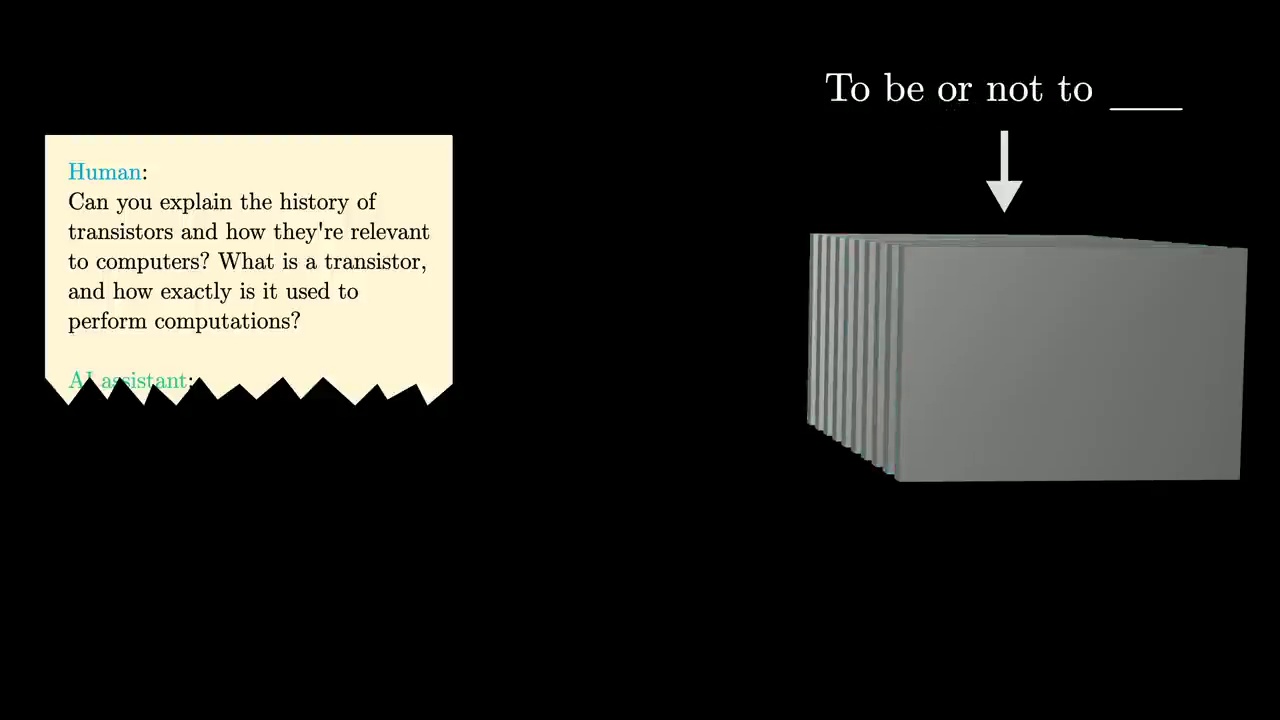 Human:
Can you explain the history of
transistors and how they're relevant
to computers? What is a transistor,
and how exactly is it used to
perform computations?
AI assistant:
To be or not to ____